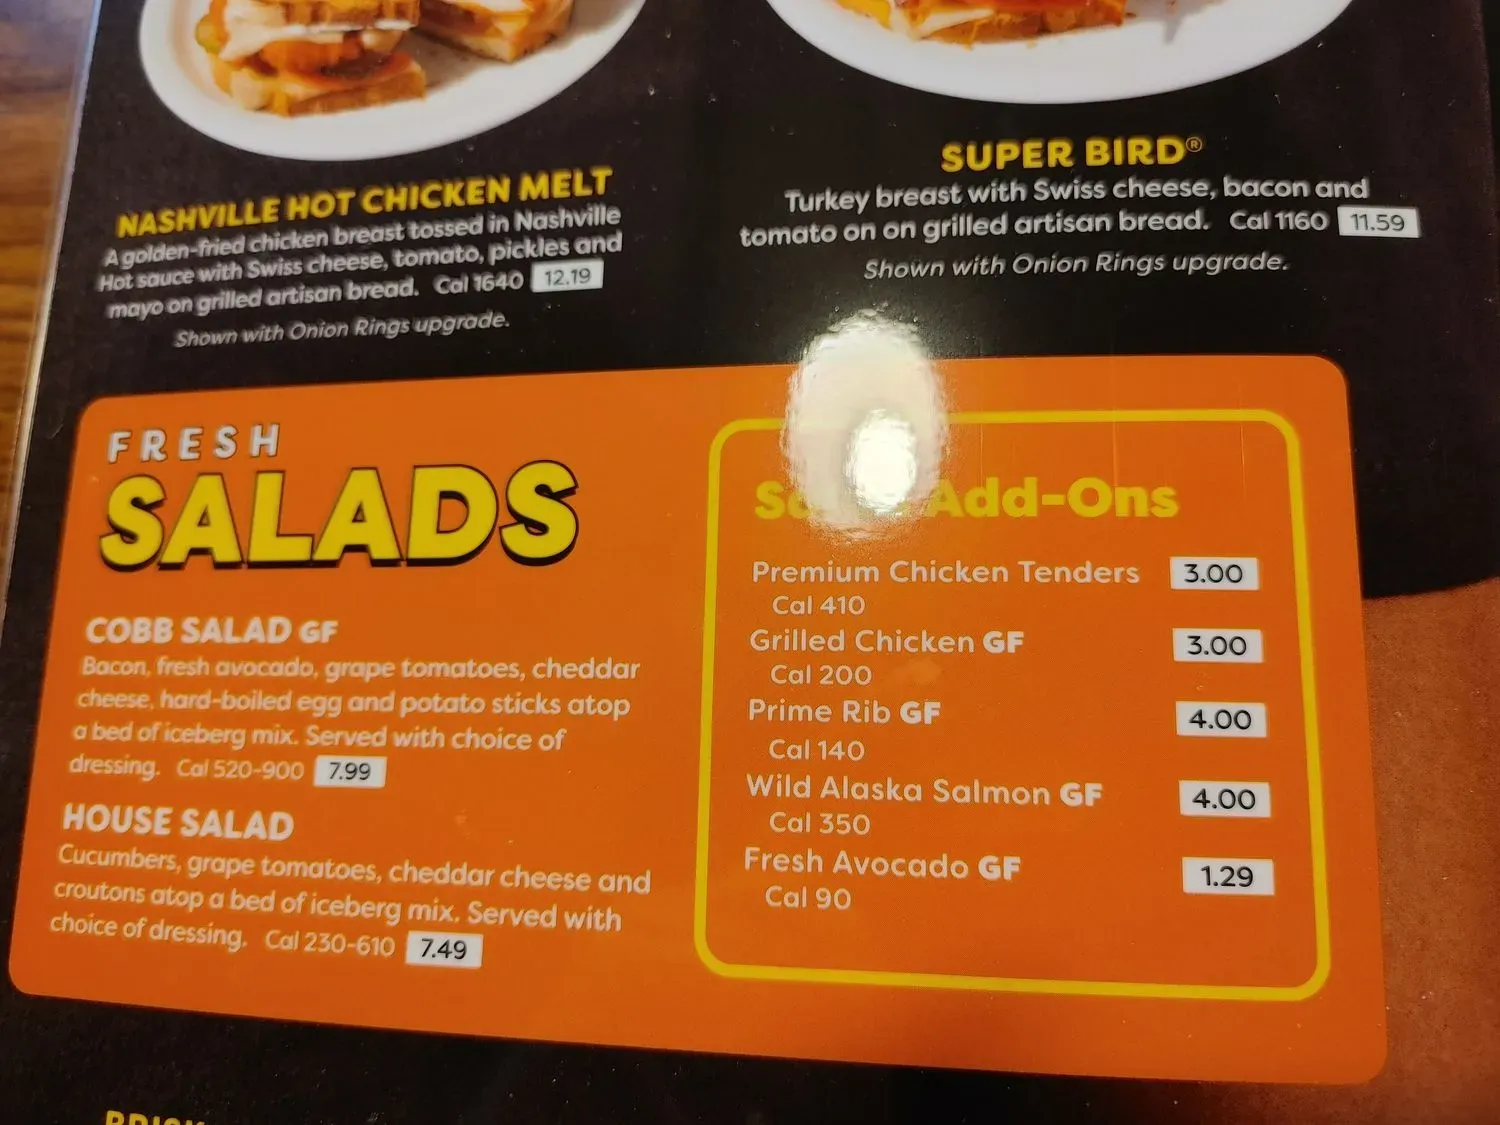 NASHVILLE HOT CHICKEN MELT
A golden-fried chicken breast tossed in Nashville
Hot sauce with Swiss cheese, tomato, pickles and
mayo on grilled artisan bread. Cal 1640 12.19
Shown with Onion Rings upgrade.
SUPER BIRD®
Turkey breast with Swiss cheese, bacon and
tomato on on grilled artisan bread. Cal 1160 11.59
Shown with Onion Rings upgrade.
FRESH
SALADS
COBB SALAD GF
Bacon, fresh avocado, grape tomatoes, cheddar
cheese, hard-boiled egg and potato sticks atop
a bed of iceberg mix. Served with choice of
dressing. Cal 520-900 7.99
HOUSE SALAD
Cucumbers, grape tomatoes, cheddar cheese and
croutons atop a bed of iceberg mix. Served with
choice of dressing. Cal 230-610 7.49
Add-Ons
Premium Chicken Tenders 3.00
Cal 410
Grilled Chicken GF 3.00
Cal 200
Prime Rib GF 4.00
Cal 140
Wild Alaska Salmon GF 4.00
Cal 350
Fresh Avocado GF 1.29
Cal 90